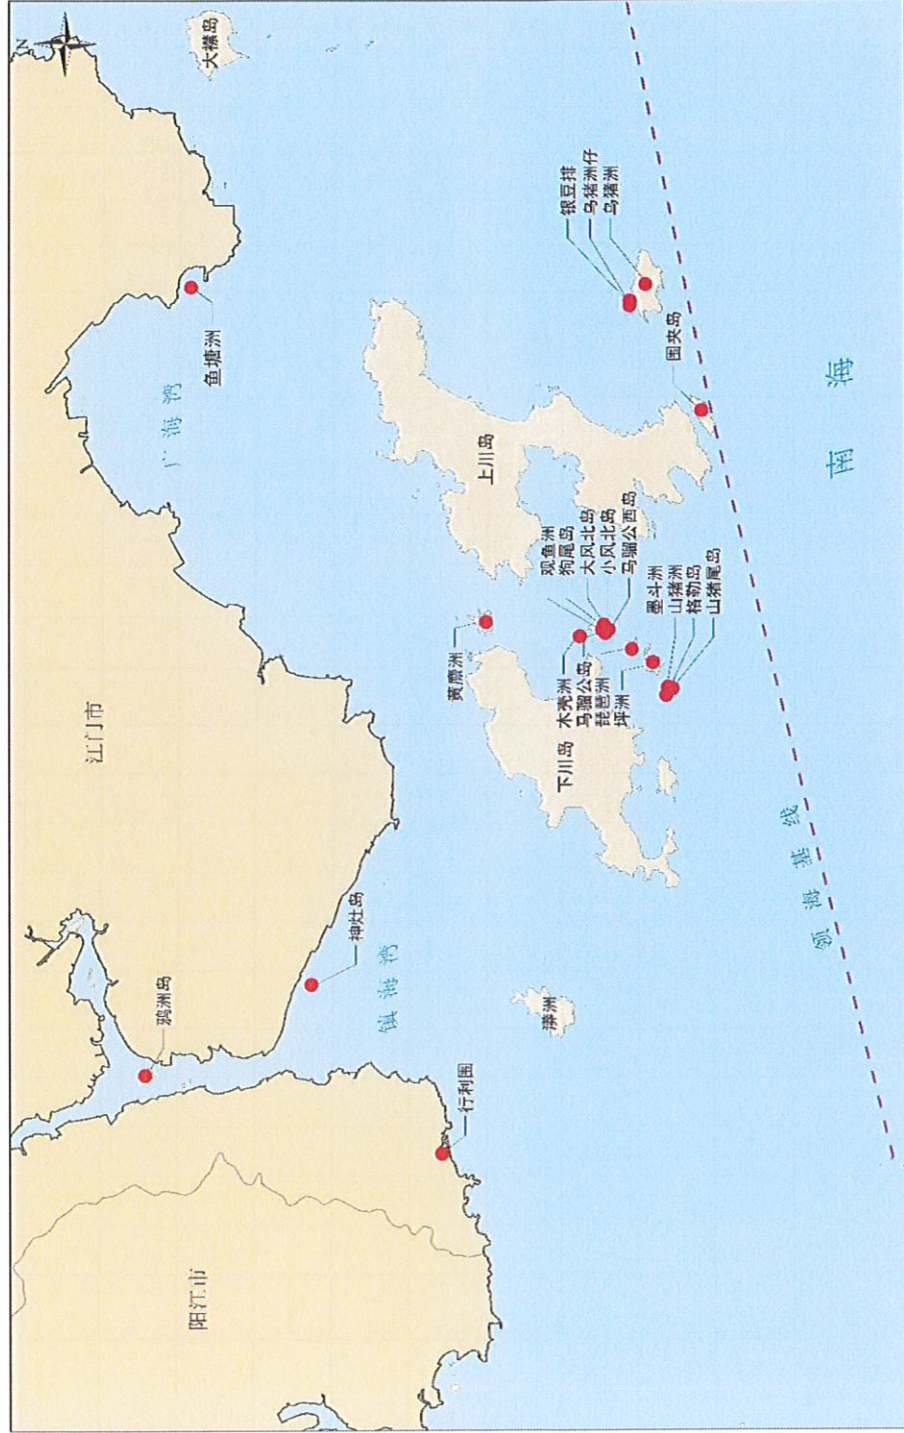 N
江门市
鸦洲岛
广海湾
阳江市
大襟岛
鱼塘洲
神灶岛
镇海湾
黄麖洲
行利围
上川岛
漭洲
下川岛
观鱼洲
狗尾岛
大风北岛
小风北岛
马骝公西岛
木壳洲
马骝公岛
琵琶洲
坪洲
银豆排
乌猪洲仔
乌猪洲
墨斗洲
山猪洲
格勒岛
山猪尾岛
围夹岛
领海基线
南海